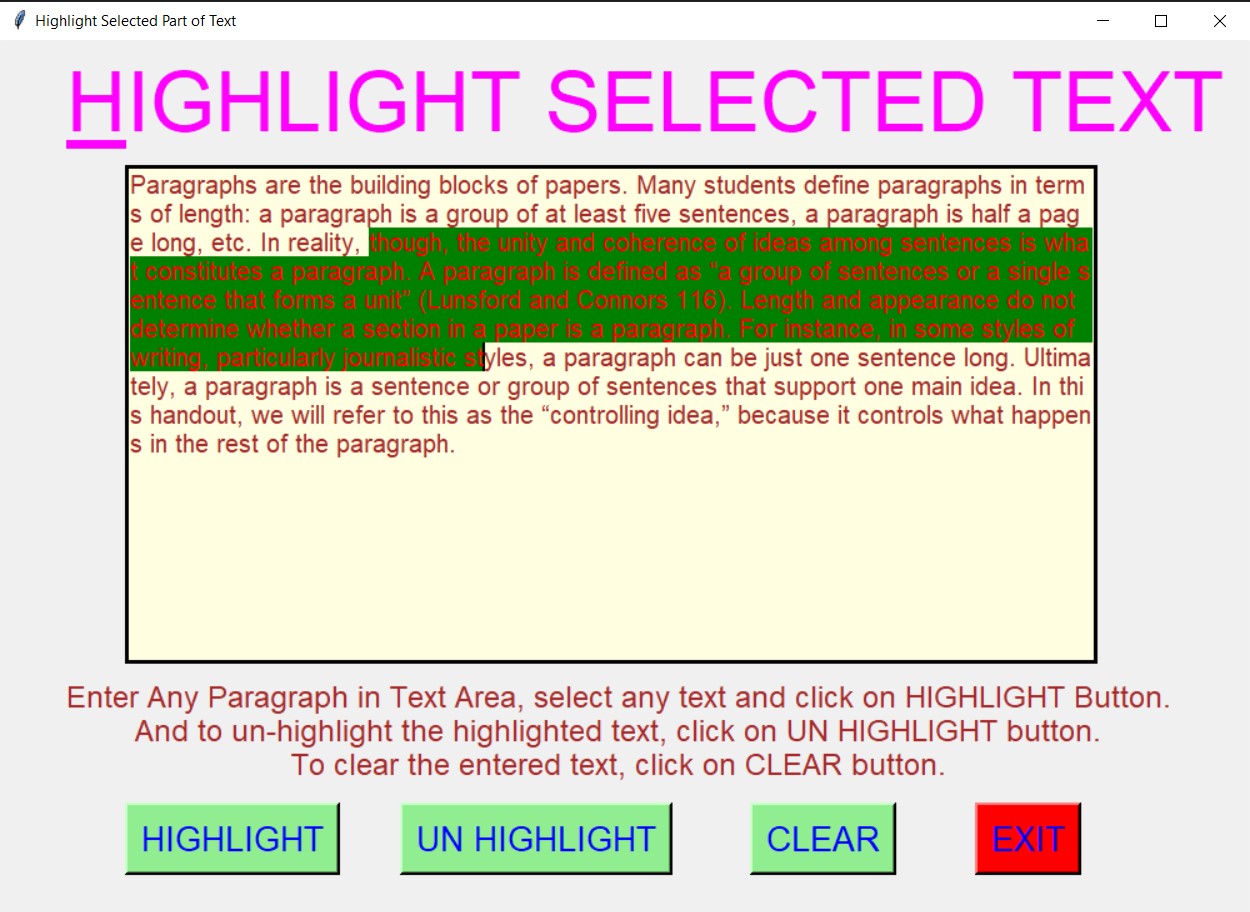 Highlight Selected Part of Text
HIGHLIGHT SELECTED TEXT
Paragraphs are the building blocks of papers. Many students define paragraphs in term
s of length: a paragraph is a group of at least five sentences, a paragraph is half a pag
e long, etc. In reality, though, the unity and coherence of ideas among sentences is wha
t constitutes a paragraph. A paragraph is defined as “a group of sentences or a single s
entence that forms a unit” (Lunsford and Connors 116). Length and appearance do not
determine whether a section in a paper is a paragraph. For instance, in some styles of
writing, particularly journalistic styles, a paragraph can be just one sentence long. Ultima
tely, a paragraph is a sentence or group of sentences that support one main idea. In thi
s handout, we will refer to this as the “controlling idea,” because it controls what happen
s in the rest of the paragraph.
Enter Any Paragraph in Text Area, select any text and click on HIGHLIGHT Button.
And to un-highlight the highlighted text, click on UN HIGHLIGHT button.
To clear the entered text, click on CLEAR button.
HIGHLIGHT UN HIGHLIGHT CLEAR EXIT